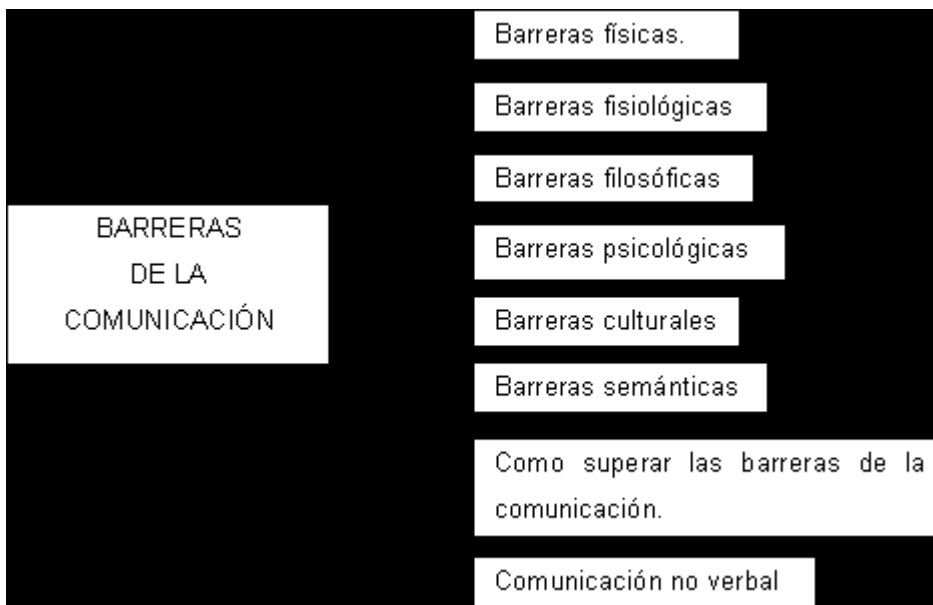 BARRERAS
DE LA
COMUNICACIÓN
Barreras físicas.
Barreras fisiológicas
Barreras filosóficas
Barreras psicológicas
Barreras culturales
Barreras semánticas
Como superar las barreras de la
comunicación.
Comunicación no verbal